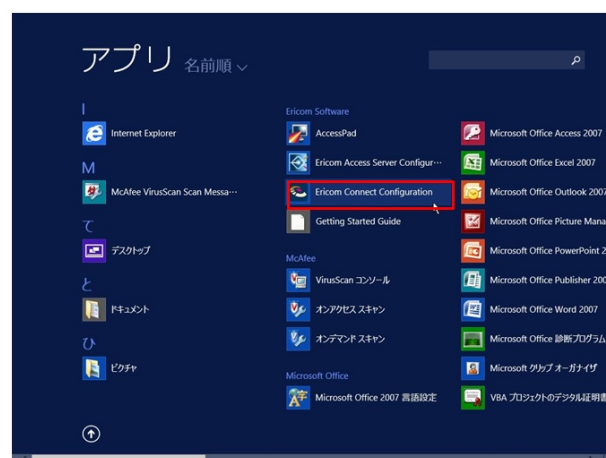 アプリ 名前順
I
Internet Explorer
M
McAfee VirusScan Scan Messa…
て
デスクトップ
と
ドキュメント
ひ
ピクチャ
Ericom Software
AccessPad
Ericom Access Server Configur…
Ericom Connect Configuration
Getting Started Guide
McAfee
VirusScan コンソール
オンアクセス スキャン
オンデマンド スキャン
Microsoft Office
Microsoft Office 2007 言語設定
Microsoft Office Access 2007
Microsoft Office Excel 2007
Microsoft Office Outlook 2007
Microsoft Office Picture Mana
Microsoft Office PowerPoint 2
Microsoft Office Publisher 200
Microsoft Office Word 2007
Microsoft Office 診断プログラム
Microsoft クリップ オーガナイザ
VBA プロジェクトのデジタル証明書